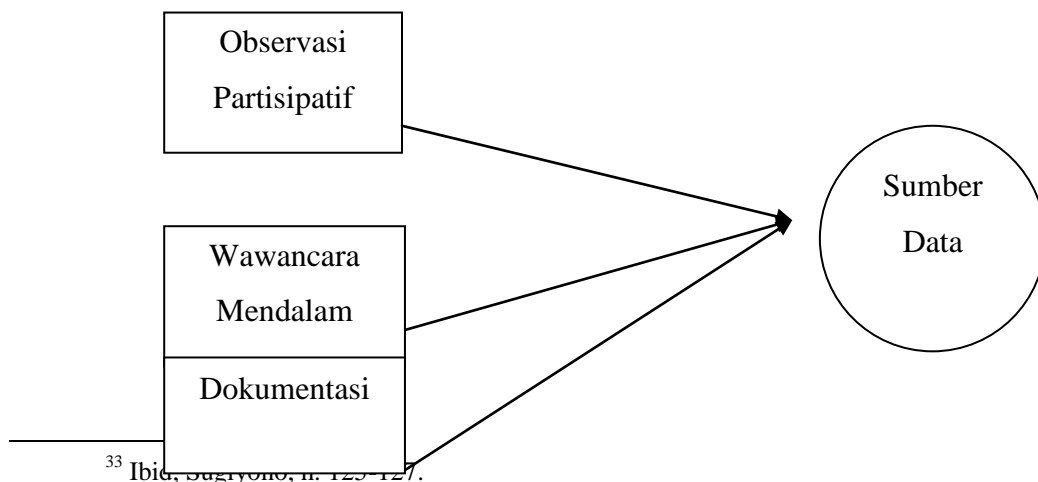 Observasi
Partisipatif
Sumber
Data
Wawancara
Mendalam
Dokumentasi
33 Ibid, Sugiyono, h. 125-127.